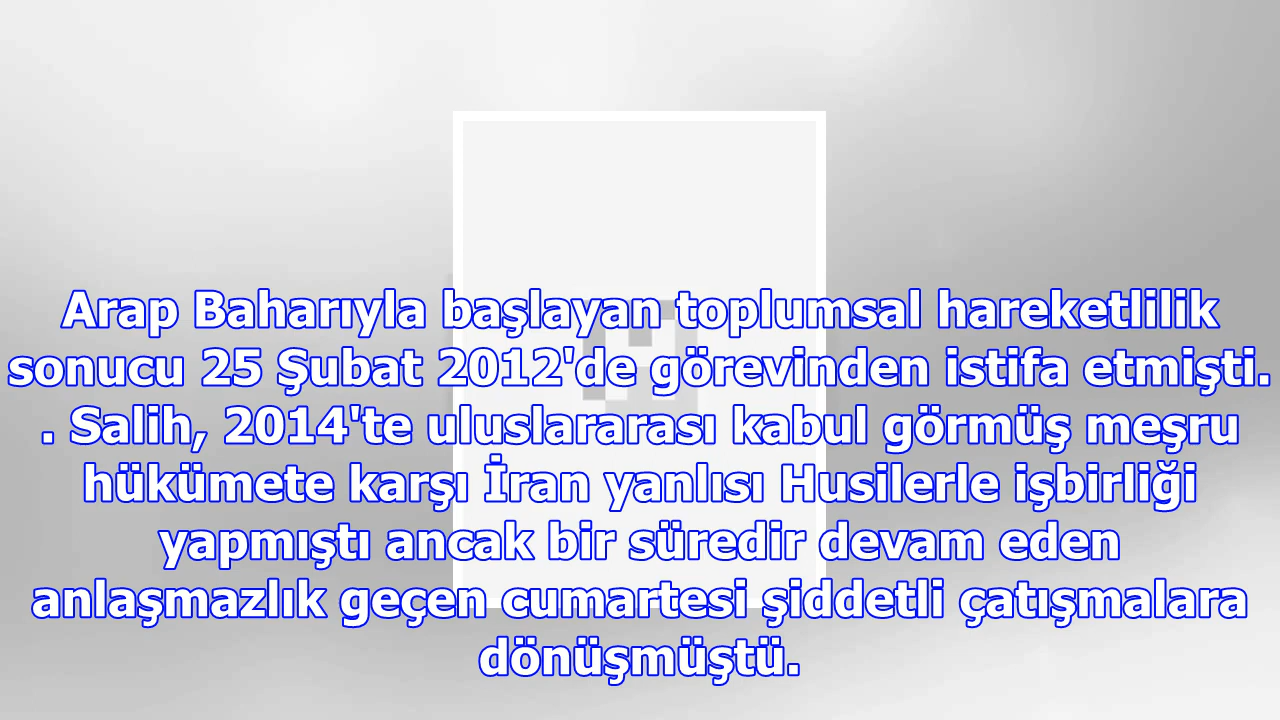 Arap Baharıyla başlayan toplumsal hareketlilik
sonucu 25 Şubat 2012'de görevinden istifa etmişti.
. Salih, 2014'te uluslararası kabul görmüş meşru
hükümete karşı İran yanlısı Husilerle işbirliği
yapmıştı ancak bir süredir devam eden
anlaşmazlık geçen cumartesi şiddetli çatışmalara
dönüşmüştü.